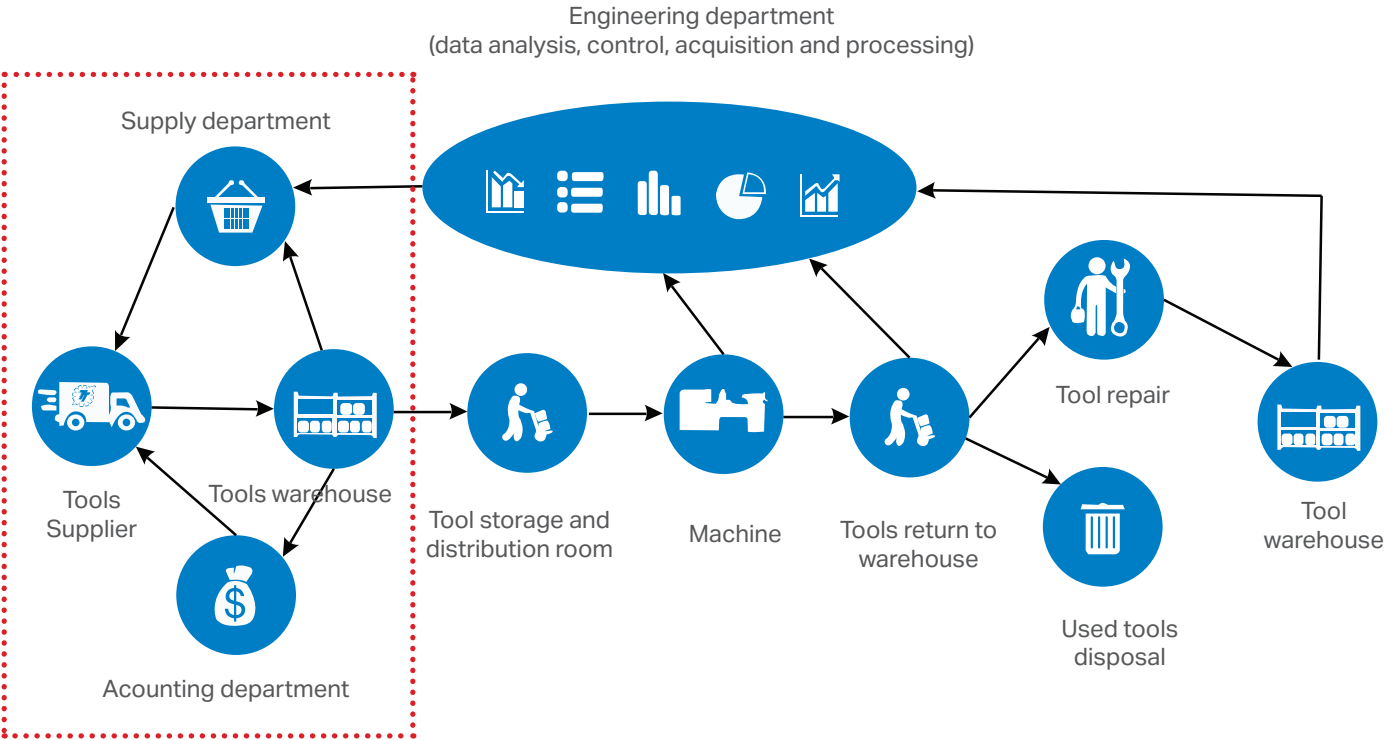 Engineering department
(data analysis, control, acquisition and processing)
Supply department
Tools
Supplier
Tools warehouse
Acounting department
$
Tool storage and
distribution room
Machine
Tools return to
warehouse
Tool repair
Used tools
disposal
Tool
warehouse